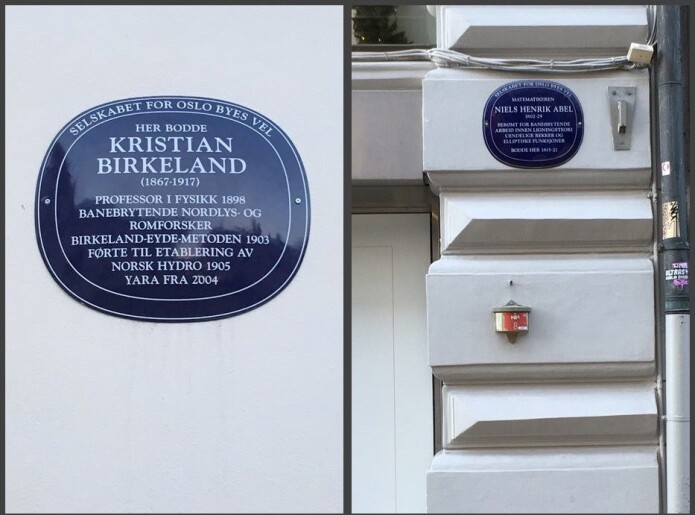 SELSKABET FOR OSLO BYES VEL
HER BODDE
KRISTIAN
BIRKELAND
(1867-1917)
PROFESSOR I FYSIKK 1898
BANEBRYTENDE NORDLYS- OG
ROMFORSKER
BIRKELAND-EYDE-METODEN 1903
FØRTE TIL ETABLERING AV
NORSK HYDRO 1905
YARA FRA 2004
SELSKABET FOR OSLO BYES VEL
MATEMATIKEREN
NIELS HENRIK ABEL
1802-29
BERØMT FOR BANEBRYTENDE
ARBEID INNEN LIGNINGSTEORI
UENDELIGE REKKER OG
ELLIPTISKE FUNKSJONER
BODDE HER 1819-21
ULTRAS